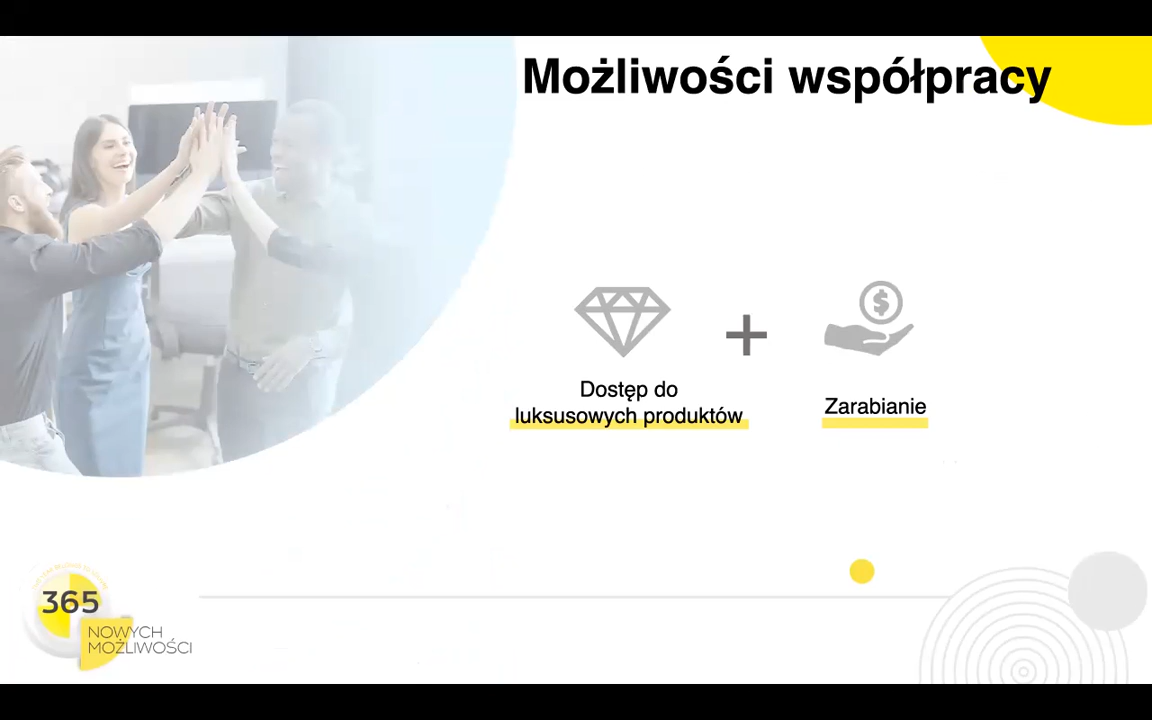 Możliwości współpracy
Dostęp do
luksusowych produktów
Zarabianie
365
NOWYCH
MOŻLIWOŚCI